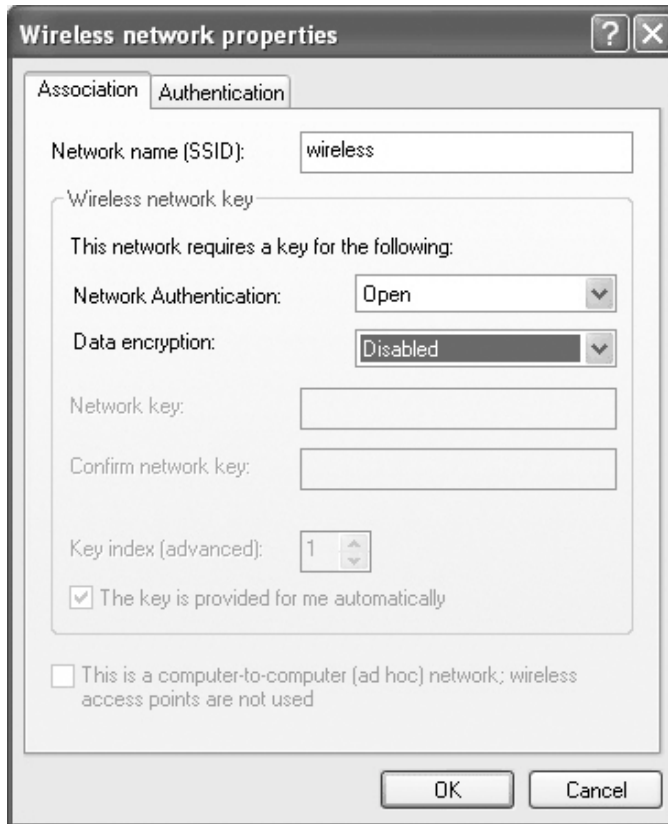 Wireless network properties
Association
Authentication
Network name (SSID):
wireless
Wireless network key
This network requires a key for the following:
Network Authentication:
Open
Data encryption:
Disabled
Network key:
Confirm network key:
Key index (advanced):
1
The key is provided for me automatically
This is a computer-to-computer (ad hoc) network; wireless
access points are not used
OK
Cancel